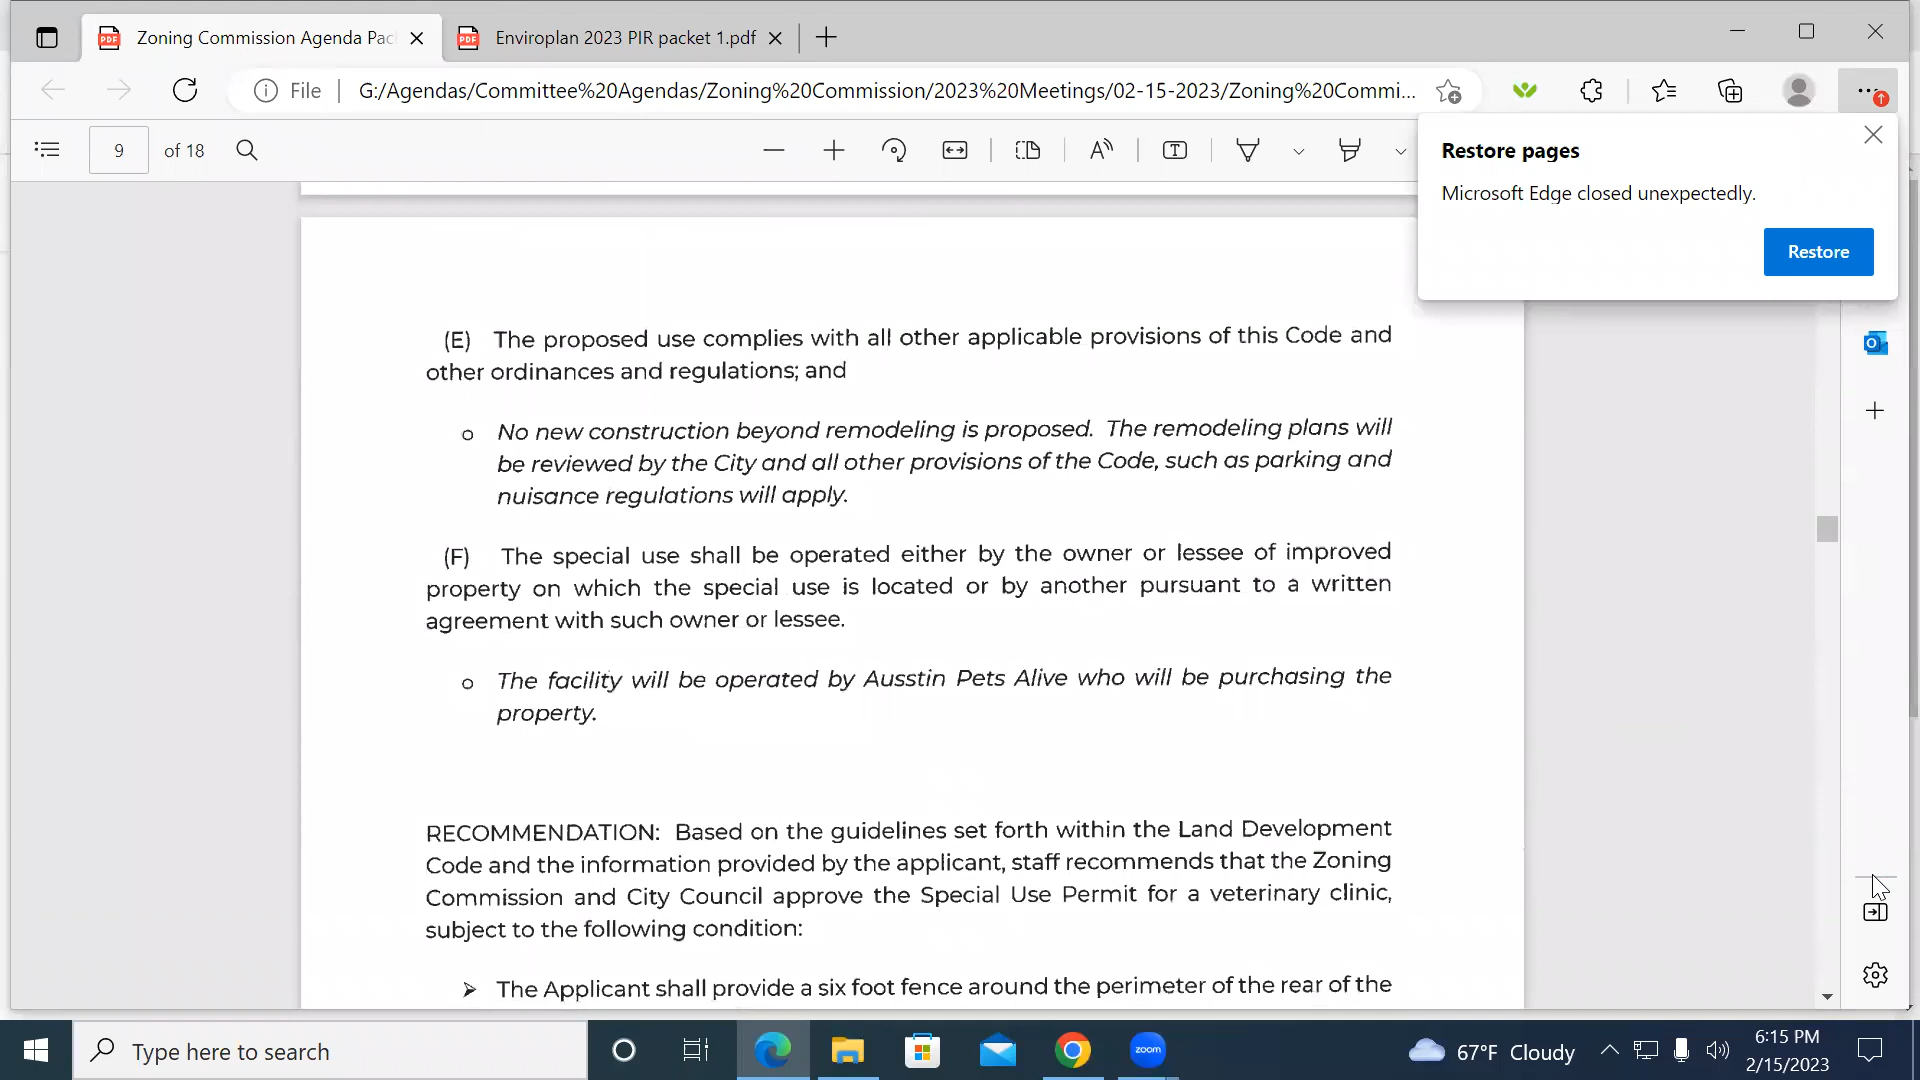 Zoning Commission Agenda Pac
Enviroplan 2023 PIR packet 1.pdf
File
G:/Agendas/Committee%20Agendas/Zoning%20Commission/2023%20Meetings/02-15-2023/Zoning%20Commi...
9 of 18
Restore pages
Microsoft Edge closed unexpectedly.
Restore
(E) The proposed use complies with all other applicable provisions of this Code and
other ordinances and regulations; and
o No new construction beyond remodeling is proposed. The remodeling plans will
be reviewed by the City and all other provisions of the Code, such as parking and
nuisance regulations will apply.
(F) The special use shall be operated either by the owner or lessee of improved
property on which the special use is located or by another pursuant to a written
agreement with such owner or lessee.
o The facility will be operated by Ausstin Pets Alive who will be purchasing the
property.
RECOMMENDATION: Based on the guidelines set forth within the Land Development
Code and the information provided by the applicant, staff recommends that the Zoning
Commission and City Council approve the Special Use Permit for a veterinary clinic,
subject to the following condition:
➢ The Applicant shall provide a six foot fence around the perimeter of the rear of the
Type here to search
zoom
67°F Cloudy
6:15 PM
2/15/2023